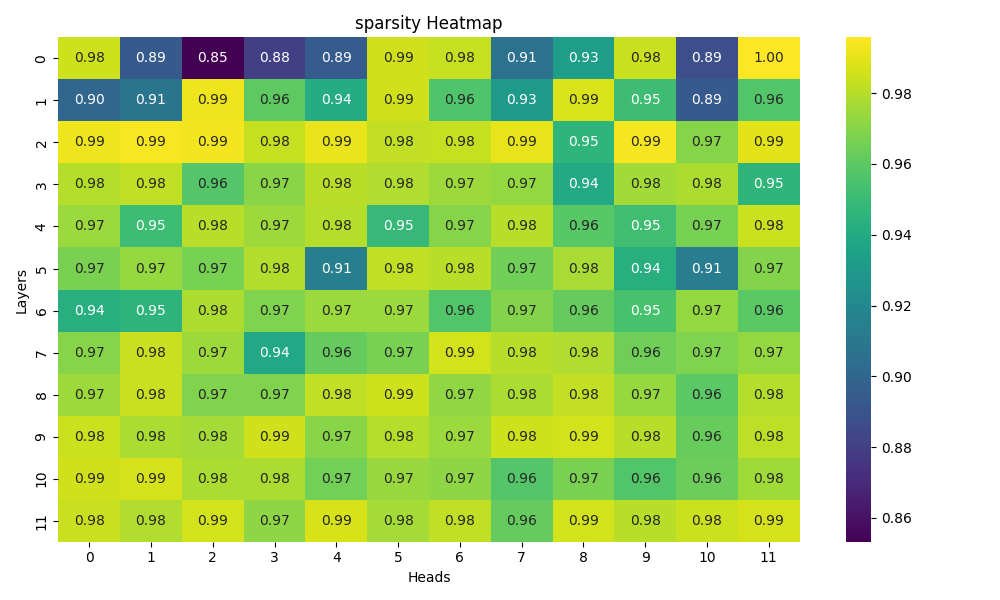 sparsity Heatmap
0 0.98 0.89 0.85 0.88 0.89 0.99 0.98 0.91 0.93 0.98 0.89 1.00
1 0.90 0.91 0.99 0.96 0.94 0.99 0.96 0.93 0.99 0.95 0.89 0.96
2 0.99 0.99 0.99 0.98 0.99 0.98 0.98 0.99 0.95 0.99 0.97 0.99
3 0.98 0.98 0.96 0.97 0.98 0.98 0.97 0.97 0.94 0.98 0.98 0.95
4 0.97 0.95 0.98 0.97 0.98 0.95 0.97 0.98 0.96 0.95 0.97 0.98
5 0.97 0.97 0.97 0.98 0.91 0.98 0.98 0.97 0.98 0.94 0.91 0.97
6 0.94 0.95 0.98 0.97 0.97 0.97 0.96 0.97 0.96 0.95 0.97 0.96
7 0.97 0.98 0.97 0.94 0.96 0.97 0.99 0.98 0.98 0.96 0.97 0.97
8 0.97 0.98 0.97 0.97 0.98 0.99 0.97 0.98 0.98 0.97 0.96 0.98
9 0.98 0.98 0.98 0.99 0.97 0.98 0.97 0.98 0.99 0.98 0.96 0.98
10 0.99 0.99 0.98 0.98 0.97 0.97 0.97 0.96 0.97 0.96 0.96 0.98
11 0.98 0.98 0.99 0.97 0.99 0.98 0.98 0.96 0.99 0.98 0.98 0.99
0 1 2 3 4 5 6 7 8 9 10 11
Heads
Layers
0.98
0.96
0.94
0.92
0.90
0.88
0.86